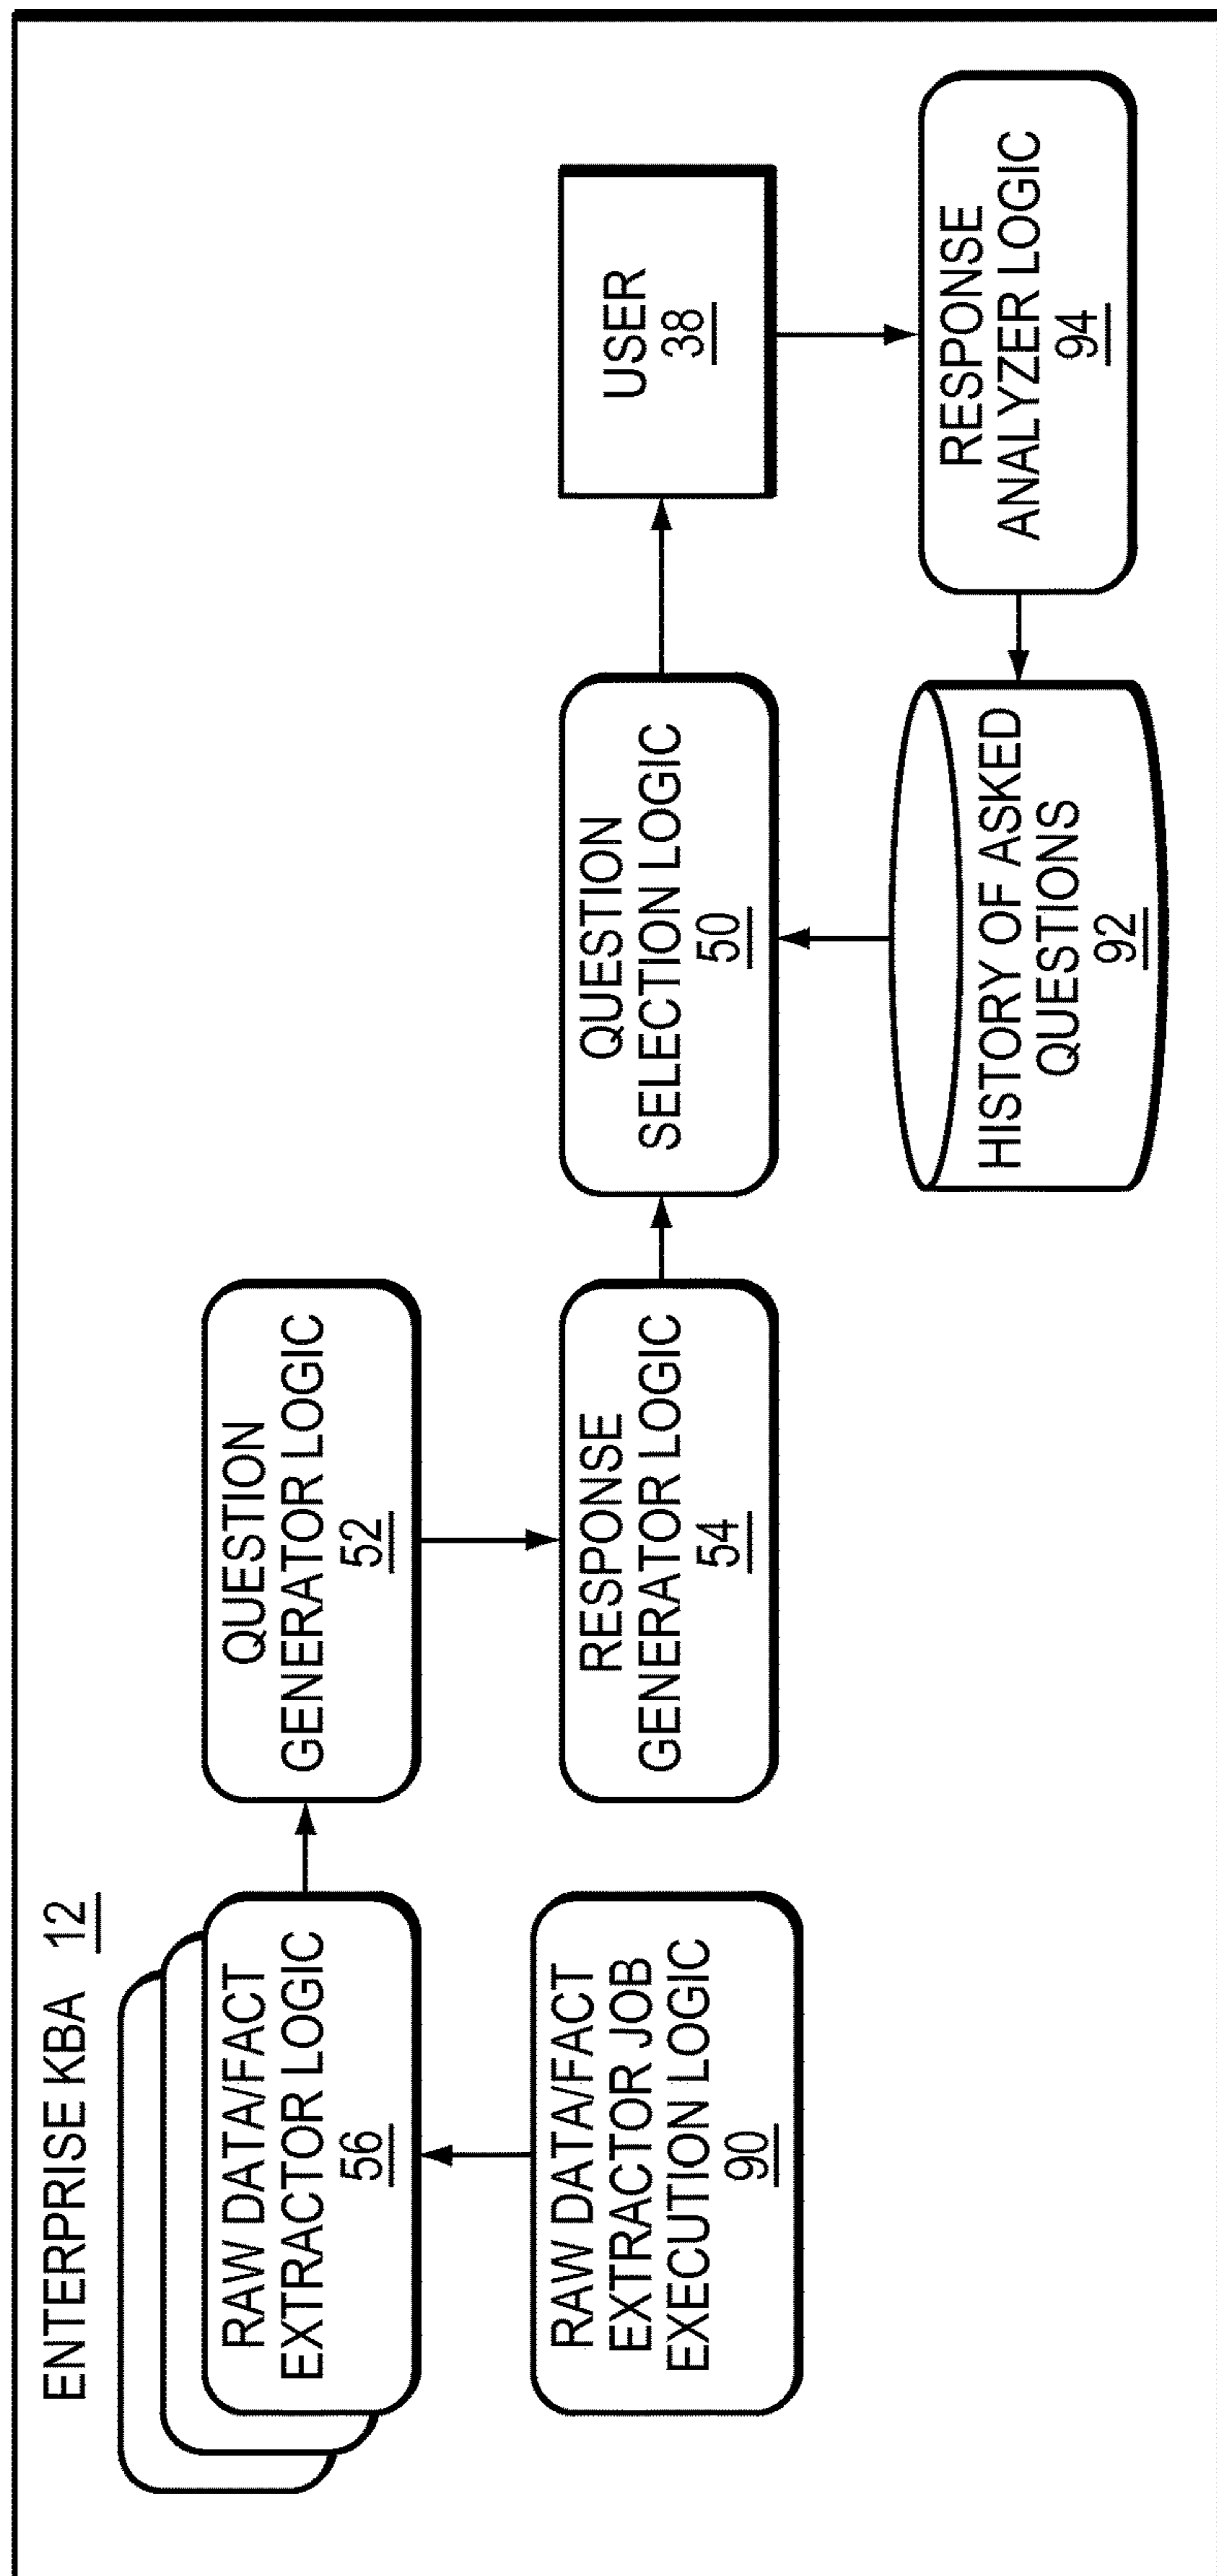 ENTERPRISE KBA 12
RAW DATA/FACT
EXTRACTOR LOGIC
56
RAW DATA/FACT
EXTRACTOR JOB
EXECUTION LOGIC
90
QUESTION
GENERATOR LOGIC
52
RESPONSE
GENERATOR LOGIC
54
QUESTION
SELECTION LOGIC
50
HISTORY OF ASKED
QUESTIONS
92
USER
38
RESPONSE
ANALYZER LOGIC
94